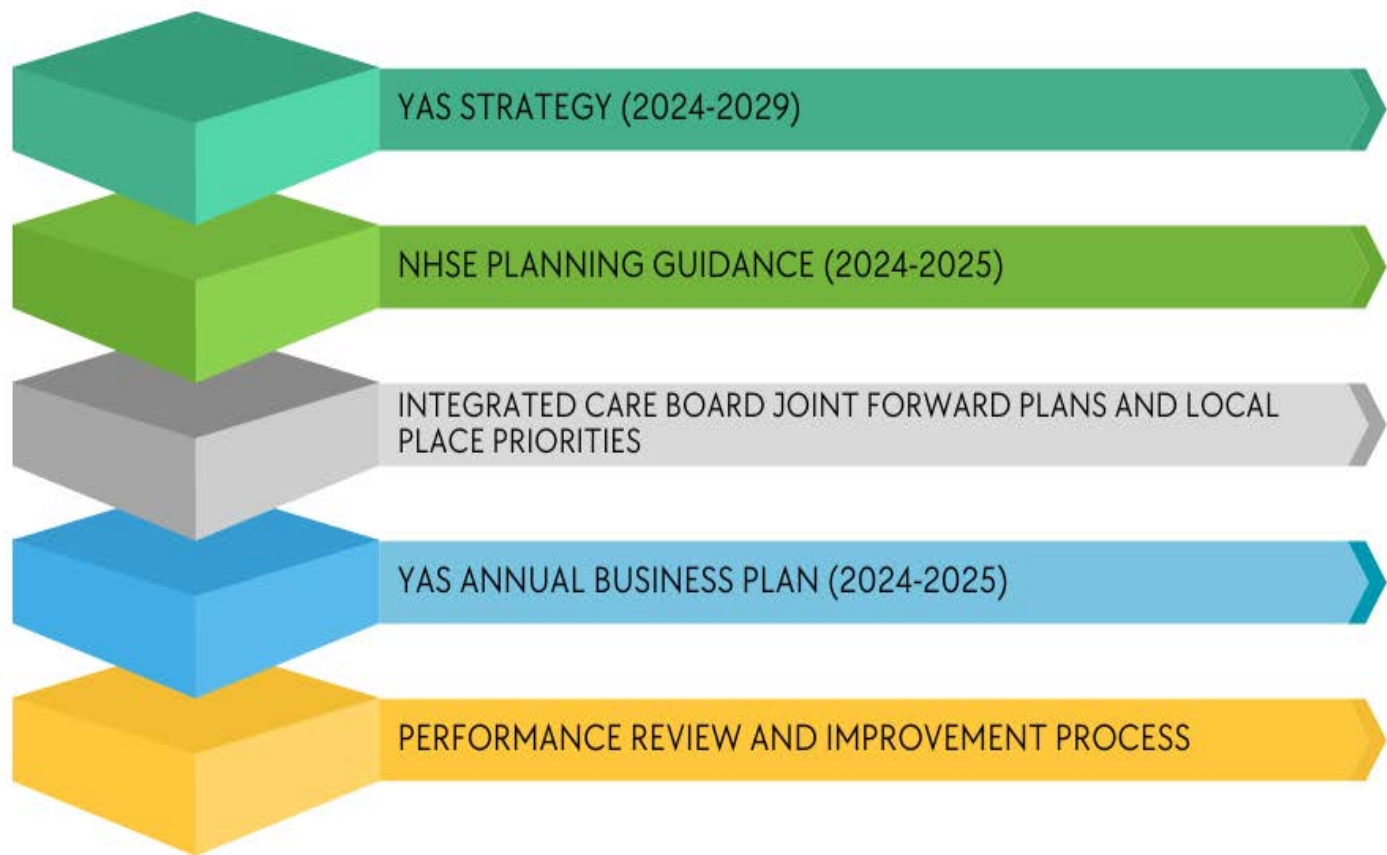 YAS STRATEGY (2024-2029)
NHSE PLANNING GUIDANCE (2024-2025)
INTEGRATED CARE BOARD JOINT FORWARD PLANS AND LOCAL
PLACE PRIORITIES
YAS ANNUAL BUSINESS PLAN (2024-2025)
PERFORMANCE REVIEW AND IMPROVEMENT PROCESS